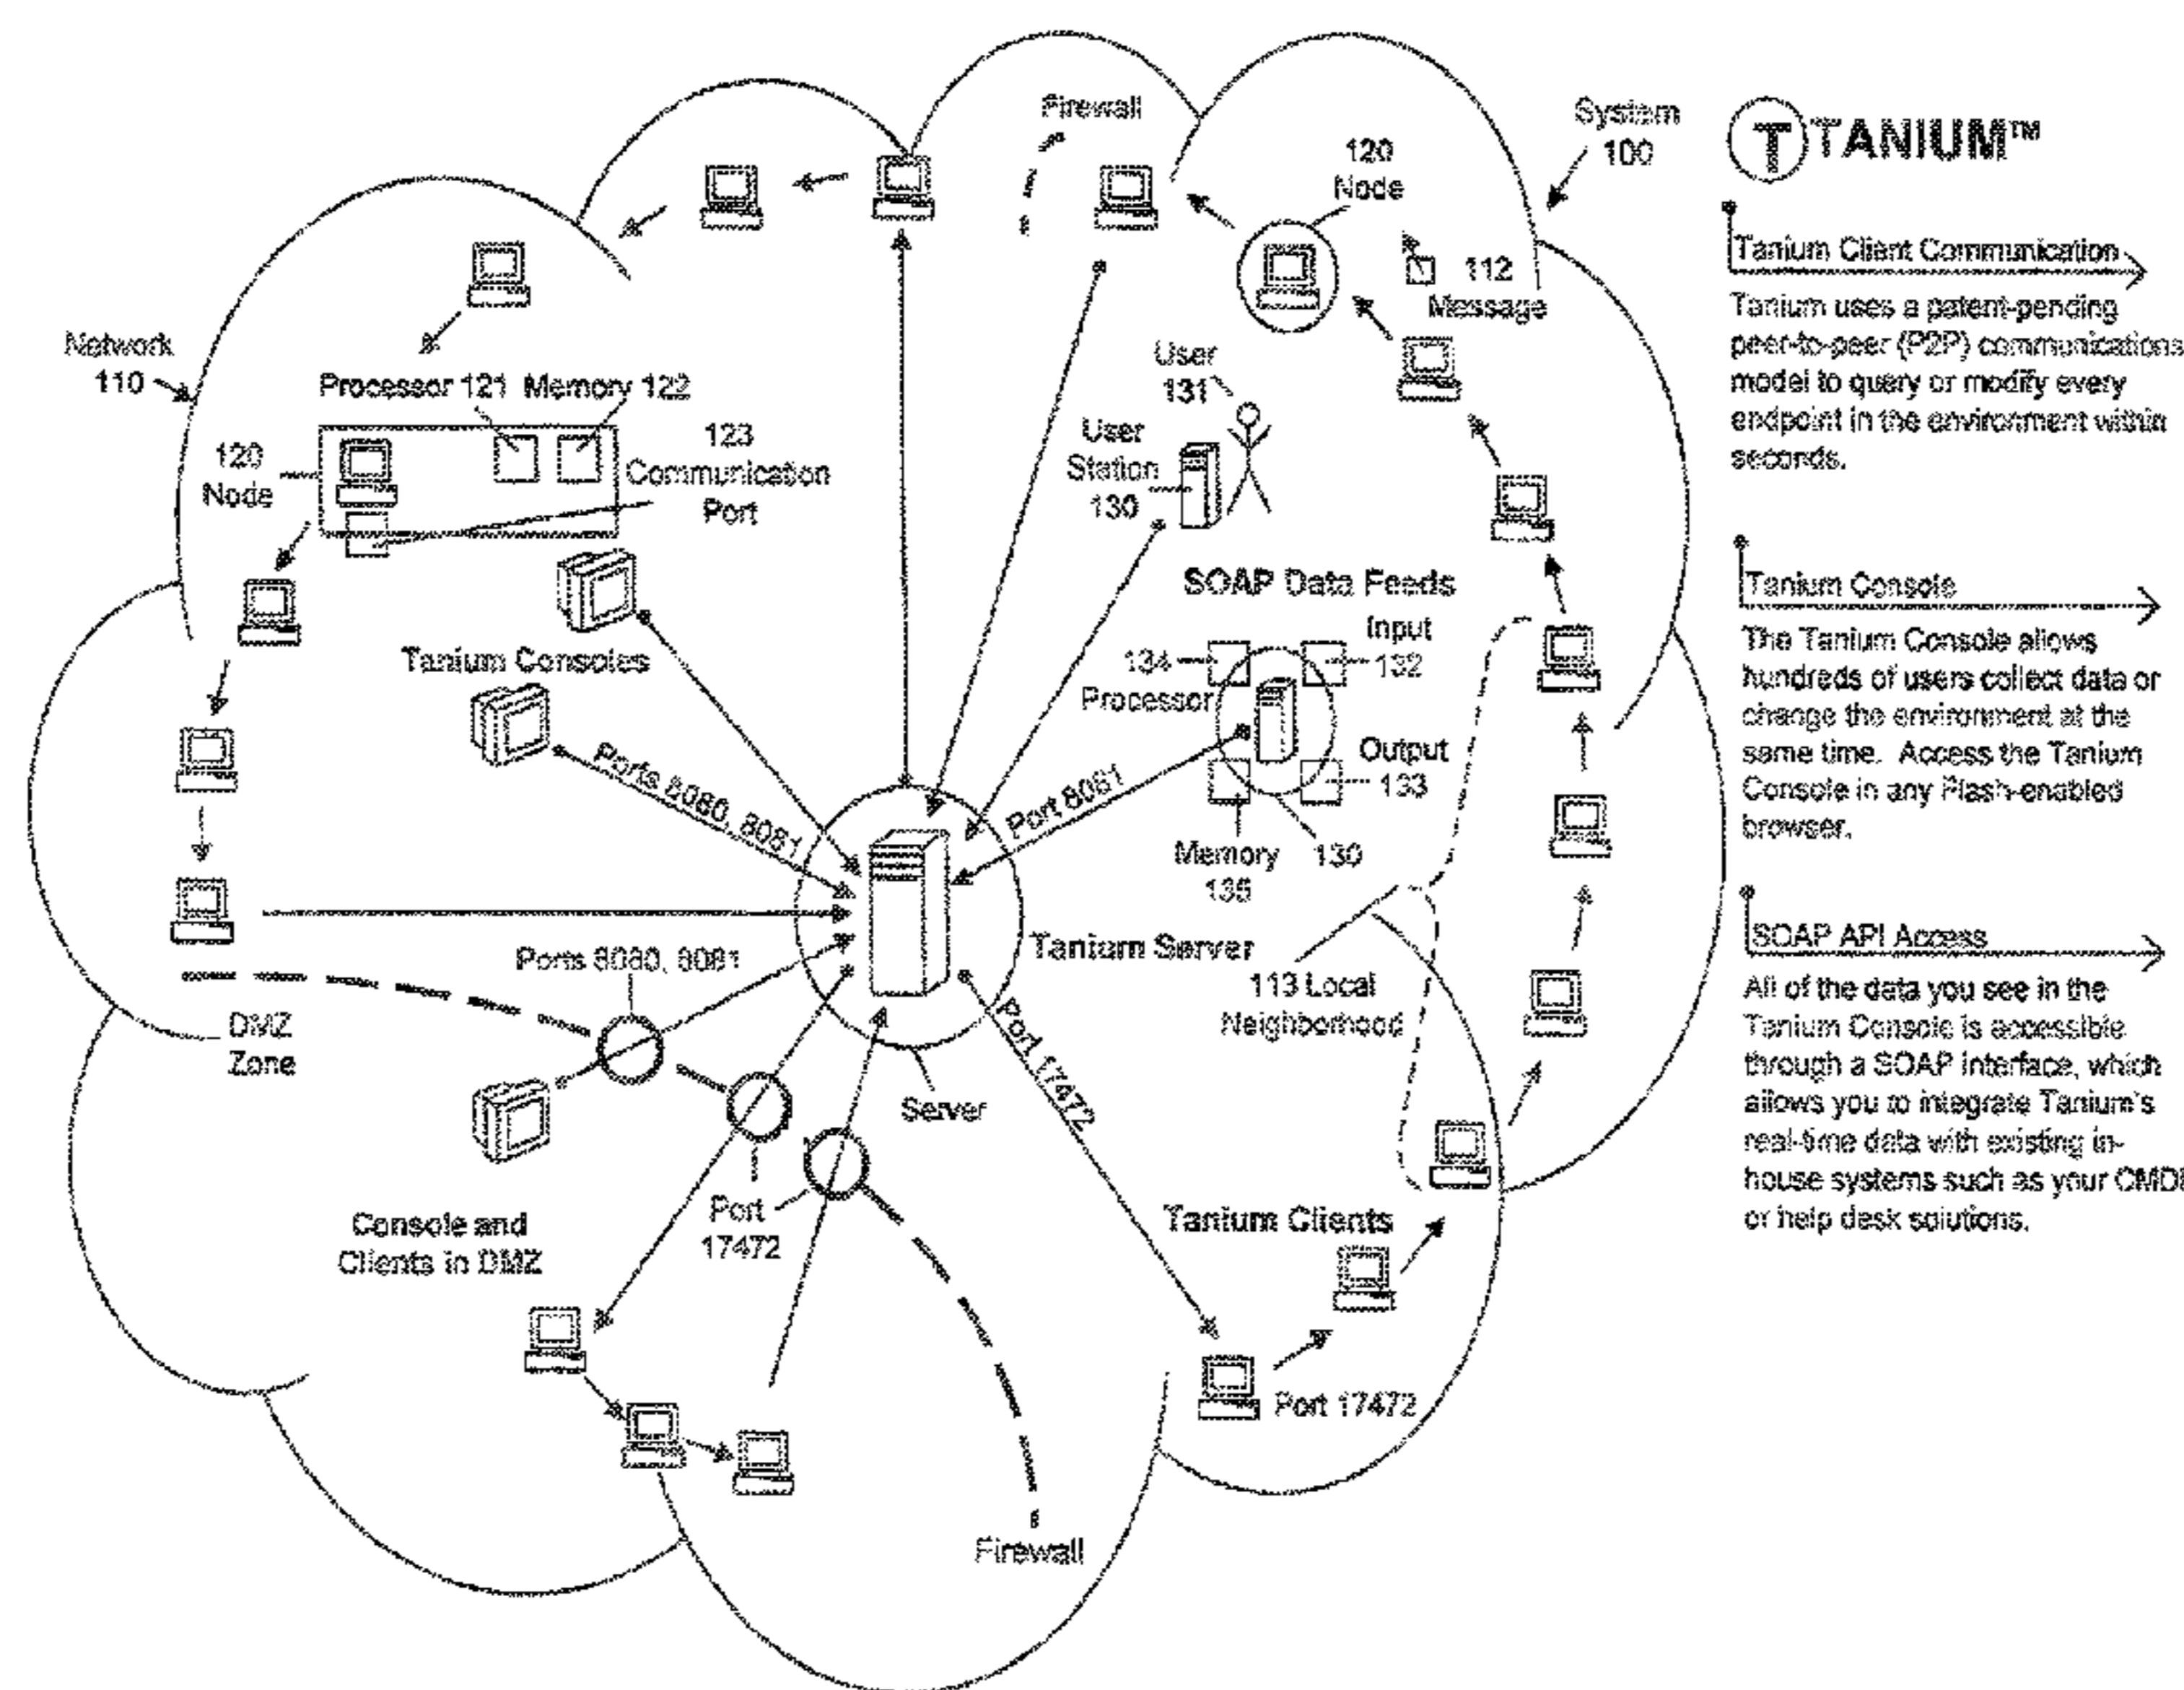 Firewall
System
100
120
Node
112
Message
Network
110
Processor 121 Memory 122
120
Node
123
Communication
Port
User
131
User
Station
130
SOAP Data Feeds
Input
132
134
Processor
Output
133
Memory
135
130
Tanium Consoles
Ports 8080, 8081
Port 8081
Tanium Server
113 Local
Neighborhood
Ports 8080, 8081
DMZ
Zone
Server
Port 17472
Console and
Clients in DMZ
Port
17472
Tanium Clients
Port 17472
Firewall
T TANIUM™
Tanium Client Communication
Tanium uses a patent-pending
peer-to-peer (P2P) communications
model to query or modify every
endpoint in the environment within
seconds.
Tanium Console
The Tanium Console allows
hundreds of users collect data or
change the environment at the
same time. Access the Tanium
Console in any Flash-enabled
browser.
SOAP API Access
All of the data you see in the
Tanium Console is accessible
through a SOAP interface, which
allows you to integrate Tanium's
real-time data with existing in-
house systems such as your CMDB
or help desk solutions.